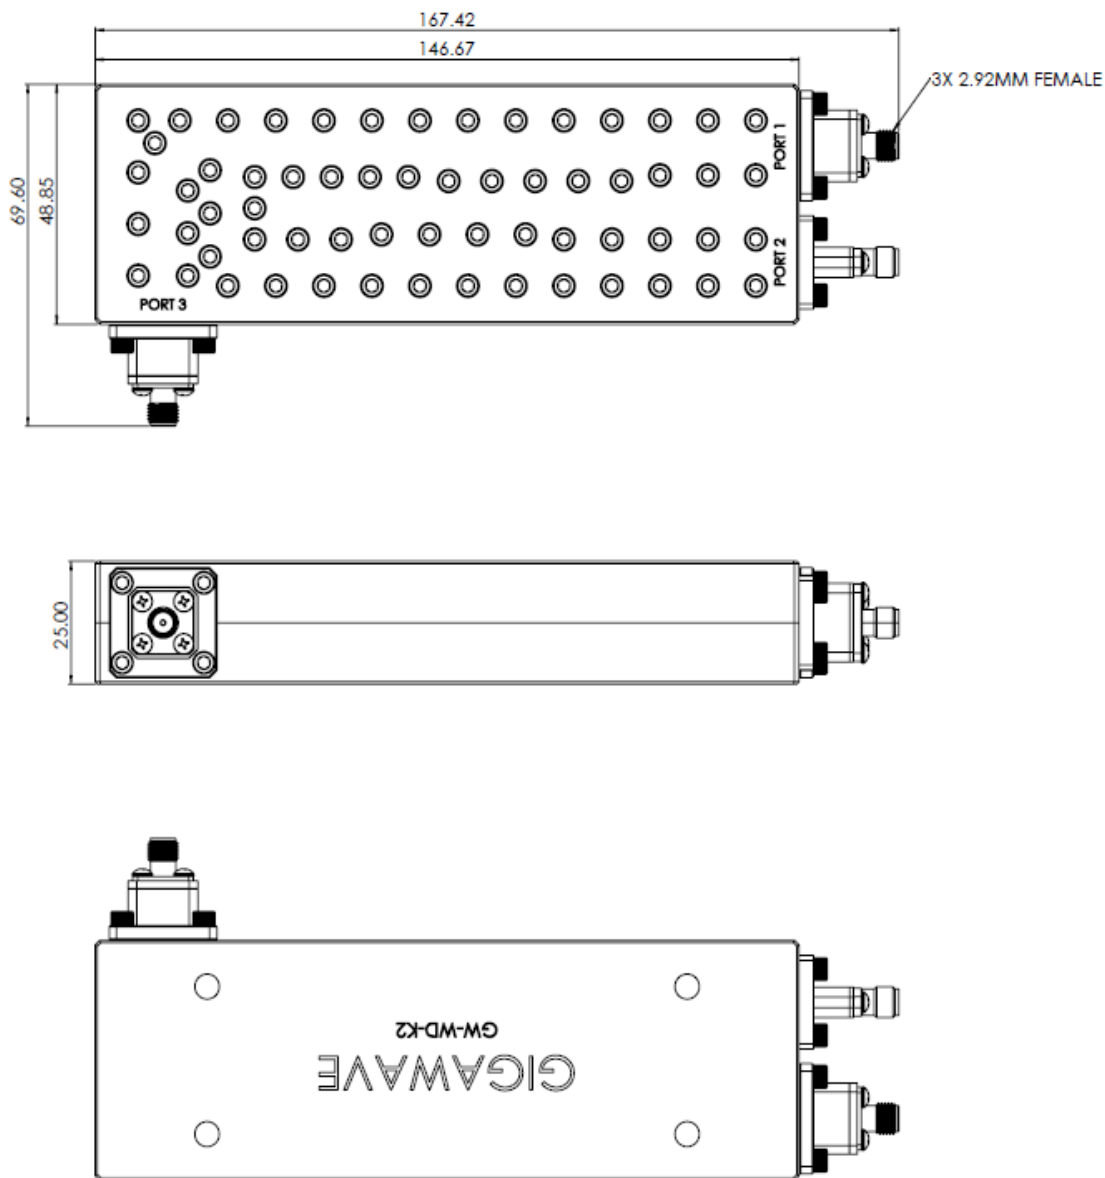 167.42
146.67
3X 2.92MM FEMALE
PORT 1
69.60
48.85
PORT 2
PORT 3
25.00
GW-WD-K2
GIGAWAVE